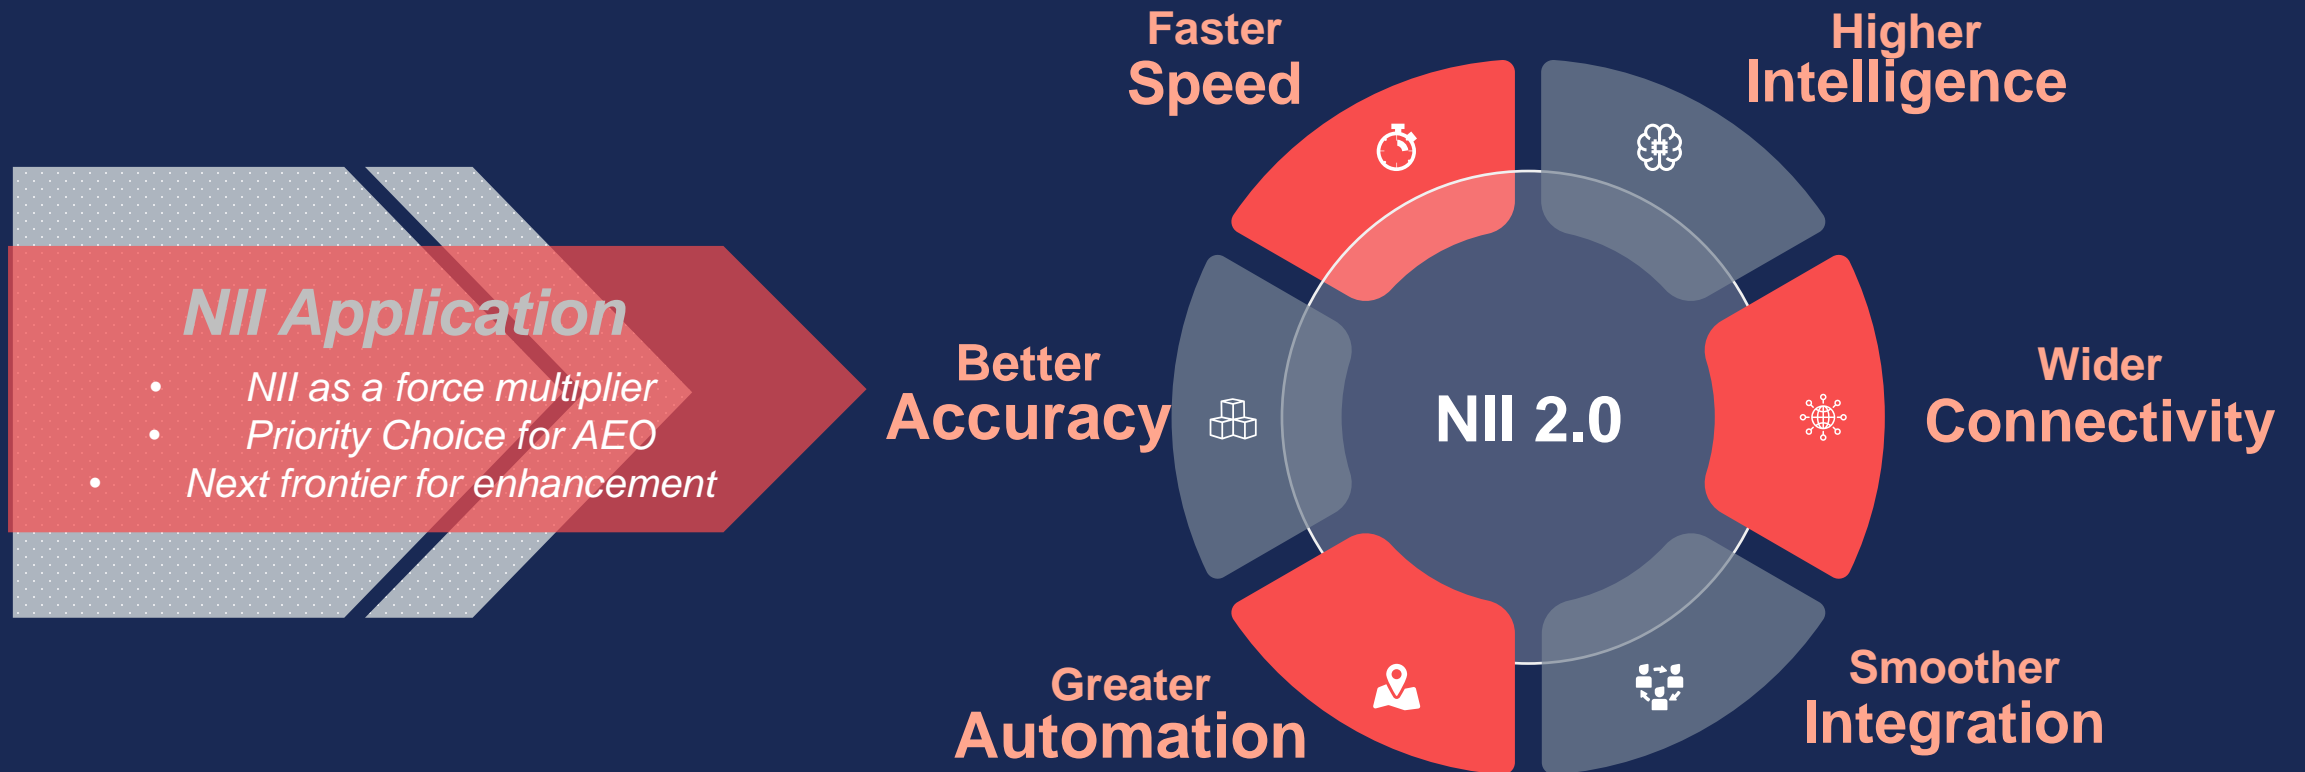 NII Application
• NII as a force multiplier
• Priority Choice for AEO
• Next frontier for enhancement
Faster
Speed
Higher
Intelligence
Better
Accuracy
NII 2.0
Wider
Connectivity
Greater
Automation
Smoother
Integration